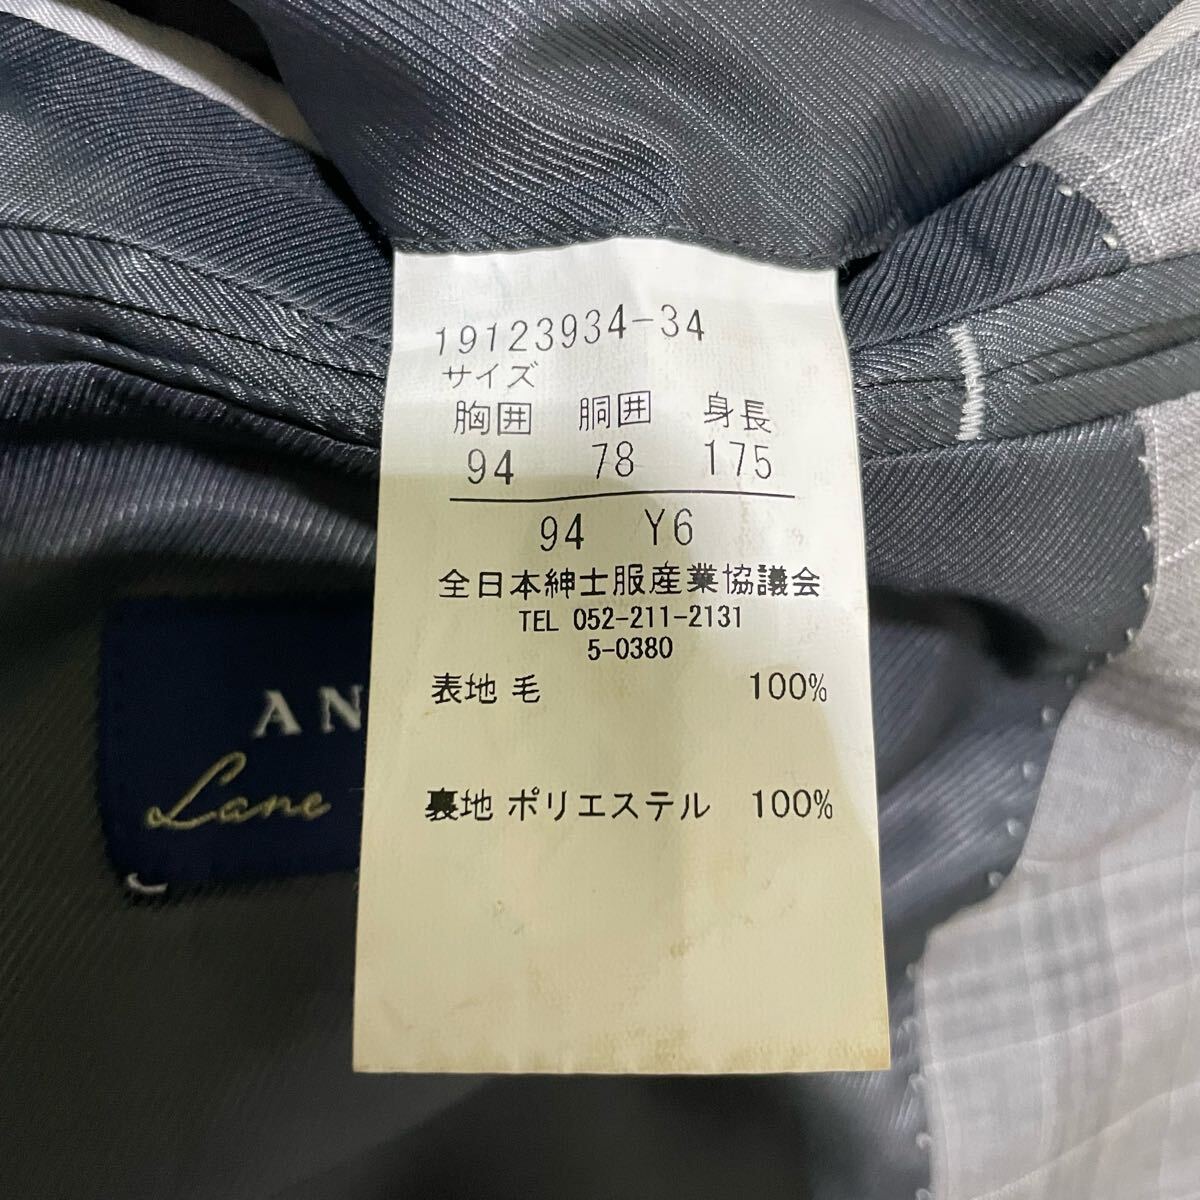 19123934-34
サイズ
胸囲 胴囲 身長
94 78 175
94 Y6
全日本紳士服産業協議会
TEL 052-211-2131
5-0380
表地 毛 100%
裏地 ポリエステル 100%
AN
Lane